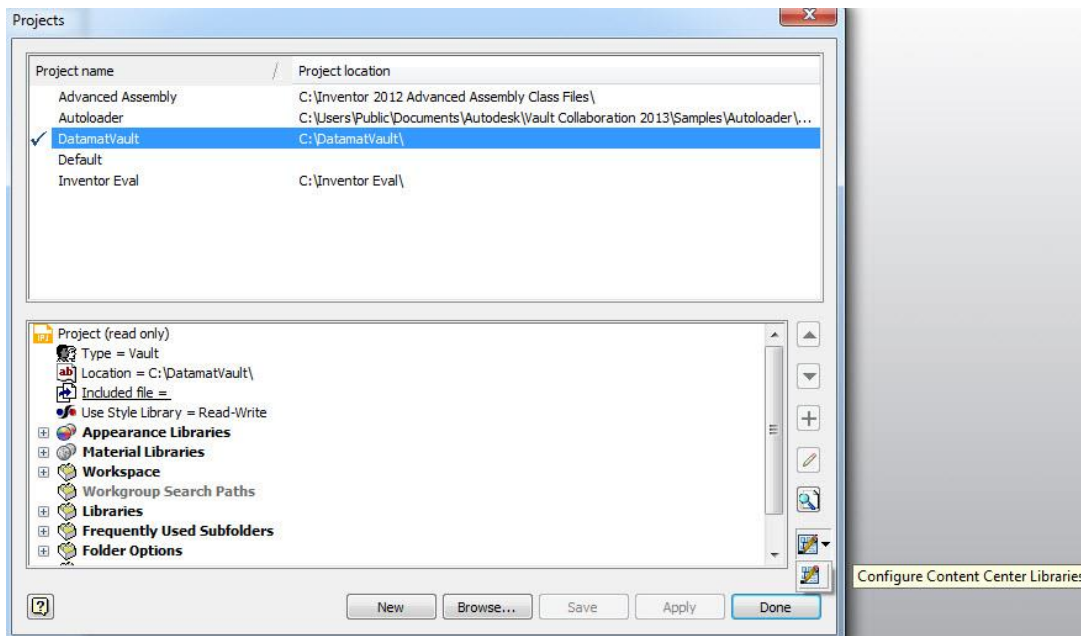 Projects
Project name / Project location
Advanced Assembly C:\Inventor 2012 Advanced Assembly Class Files\
Autoloader C:\Users\Public\Documents\Autodesk\Vault Collaboration 2013\Samples\Autoloader\...
DatamatVault C:\DatamatVault\
Default
Inventor Eval C:\Inventor Eval\
IPJ Project (read only)
Type = Vault
ab Location = C:\DatamatVault\
Included file =
Use Style Library = Read-Write
Appearance Libraries
Material Libraries
Workspace
Workgroup Search Paths
Libraries
Frequently Used Subfolders
Folder Options
Configure Content Center Libraries
New Browse... Save Apply Done